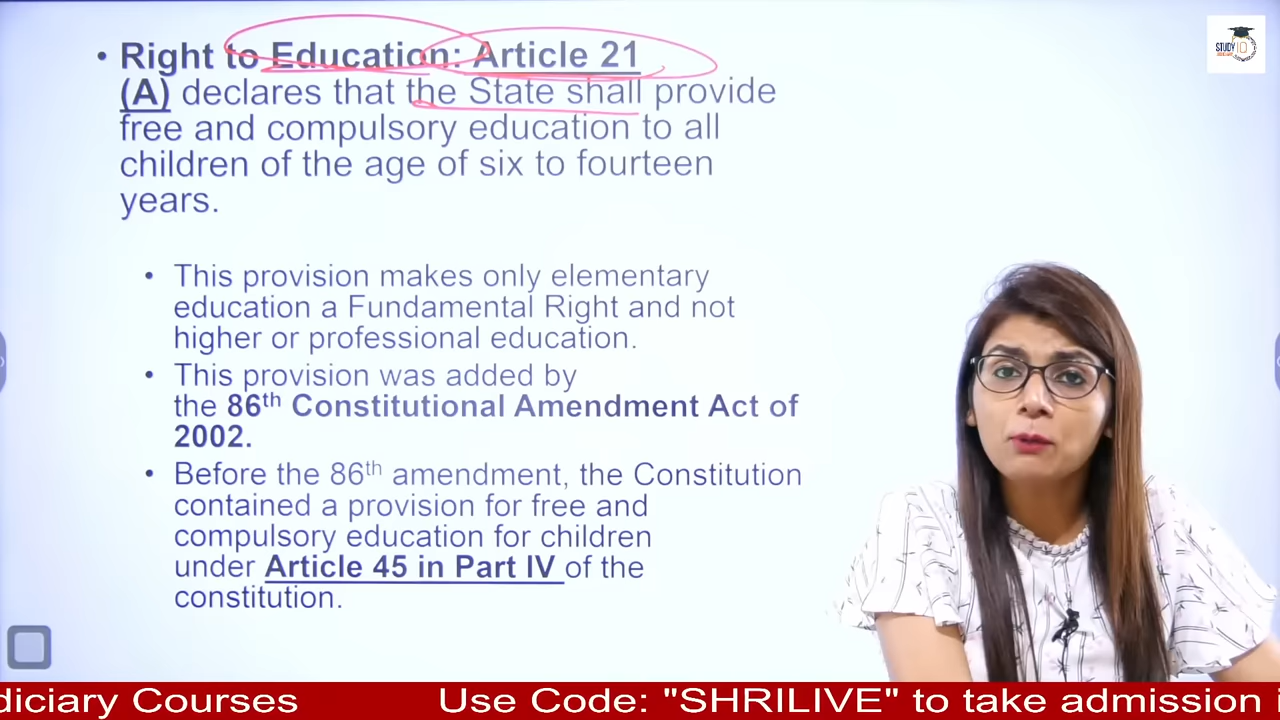 • Right to Education: Article 21
(A) declares that the State shall provide
free and compulsory education to all
children of the age of six to fourteen
years.
• This provision makes only elementary
education a Fundamental Right and not
higher or professional education.
• This provision was added by
the 86th Constitutional Amendment Act of
2002.
• Before the 86th amendment, the Constitution
contained a provision for free and
compulsory education for children
under Article 45 in Part IV of the
constitution.
STUDY IQ
diciary Courses Use Code: "SHRILIVE" to take admission i